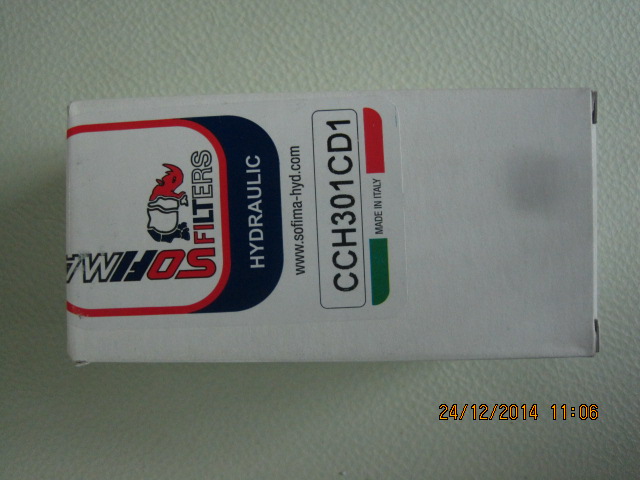 SOFIMA
FILTERS
HYDRAULIC
www.sofima-hyd.com
CCH301CD1
MADE IN ITALY
24/12/2014 11:06